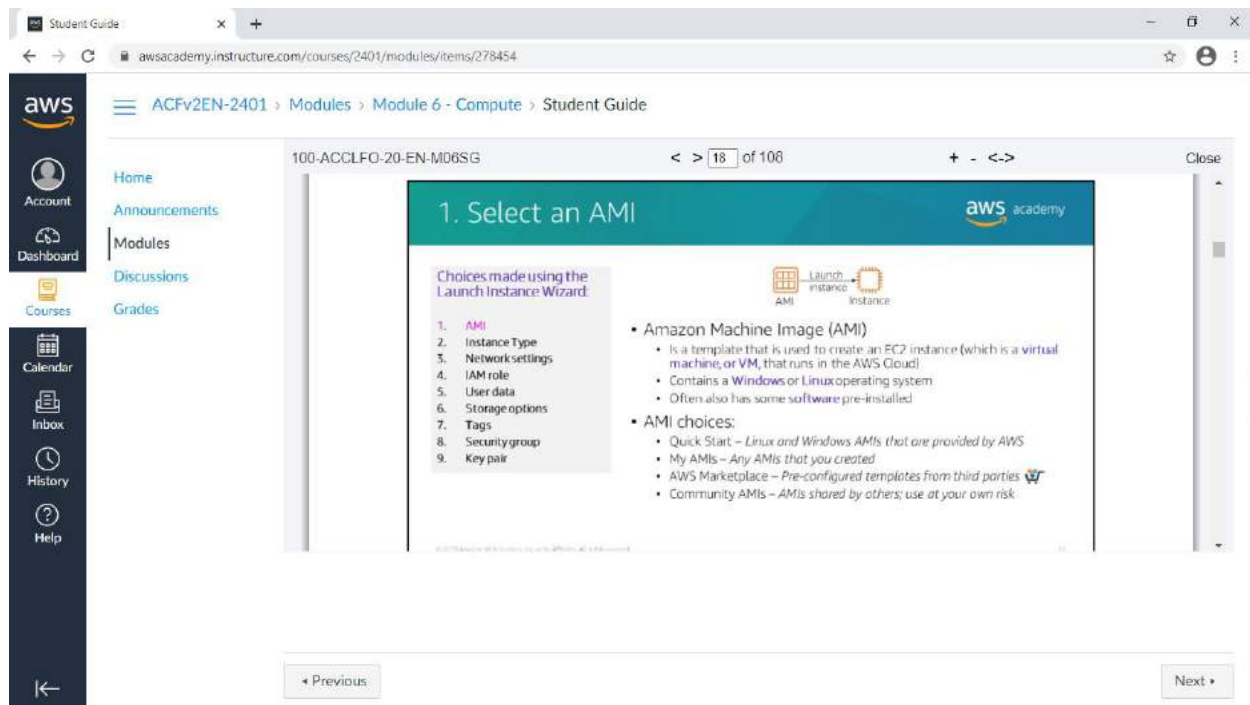 Student Guide
awsacademy.instructure.com/courses/2401/modules/items/278454
aws
ACFv2EN-2401 > Modules > Module 6 - Compute > Student Guide
Account
Dashboard
Courses
Calendar
Inbox
History
Help
Home
Announcements
Modules
Discussions
Grades
100-ACCLFO-20-EN-M06SG
< > 18 of 108
+ - <->
Close
1. Select an AMI
aws academy
Choices made using the
Launch Instance Wizard:
1. AMI
2. Instance Type
3. Network settings
4. IAM role
5. User data
6. Storage options
7. Tags
8. Security group
9. Key pair
Launch
instance
AMI
Instance
• Amazon Machine Image (AMI)
• Is a template that is used to create an EC2 instance (which is a virtual
machine, or VM, that runs in the AWS Cloud)
• Contains a Windows or Linux operating system
• Often also has some software pre-installed
• AMI choices:
• Quick Start – Linux and Windows AMIs that are provided by AWS
• My AMIs – Any AMIs that you created
• AWS Marketplace – Pre-configured templates from third parties
• Community AMIs – AMIs shared by others; use at your own risk
◂ Previous
Next ▸